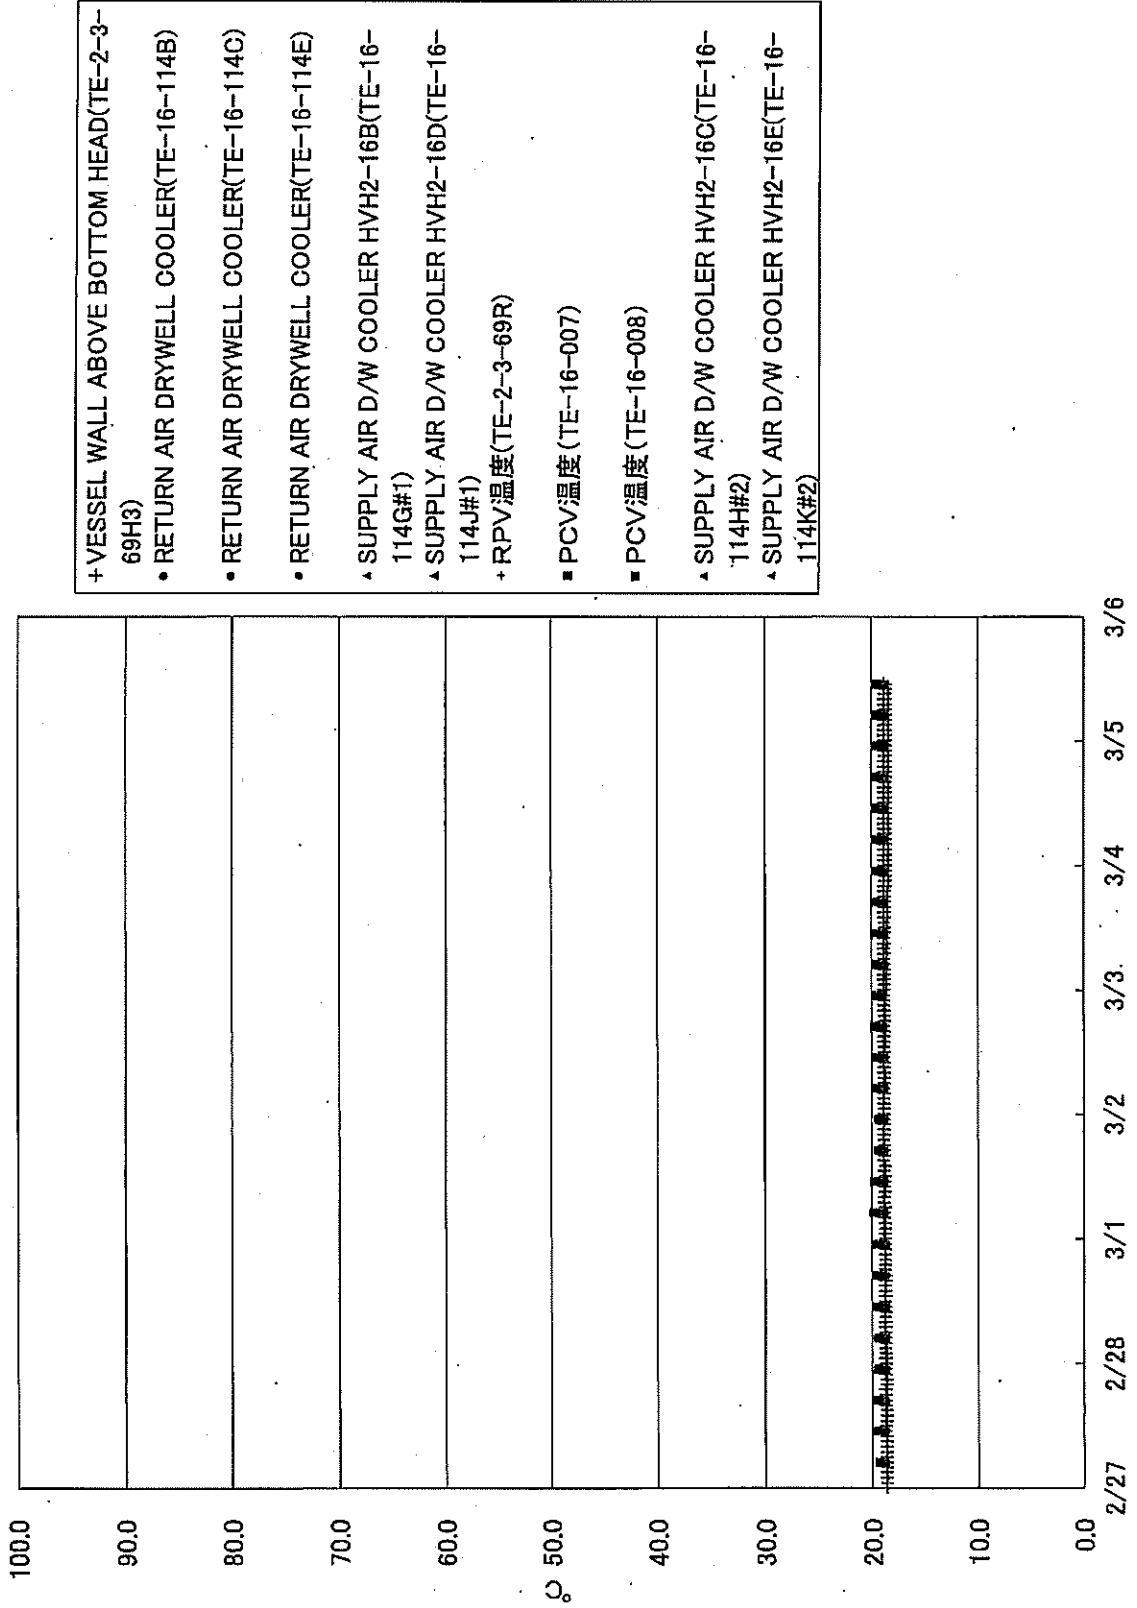 100.0
90.0
80.0
70.0
60.0
50.0
40.0
30.0
20.0
10.0
0.0
℃
2/27
2/28
3/1
3/2
3/3
3/4
3/5
3/6
+VESSEL WALL ABOVE BOTTOM HEAD(TE-2-3-
69H3)
• RETURN AIR DRYWELL COOLER(TE-16-114B)
• RETURN AIR DRYWELL COOLER(TE-16-114C)
• RETURN AIR DRYWELL COOLER(TE-16-114E)
▲ SUPPLY AIR D/W COOLER HVH2-16B(TE-16-
114G#1)
▲ SUPPLY AIR D/W COOLER HVH2-16D(TE-16-
114J#1)
+ RPV温度(TE-2-3-69R)
■ PCV温度(TE-16-007)
■ PCV温度(TE-16-008)
▲ SUPPLY AIR D/W COOLER HVH2-16C(TE-16-
114H#2)
▲ SUPPLY AIR D/W COOLER HVH2-16E(TE-16-
114K#2)